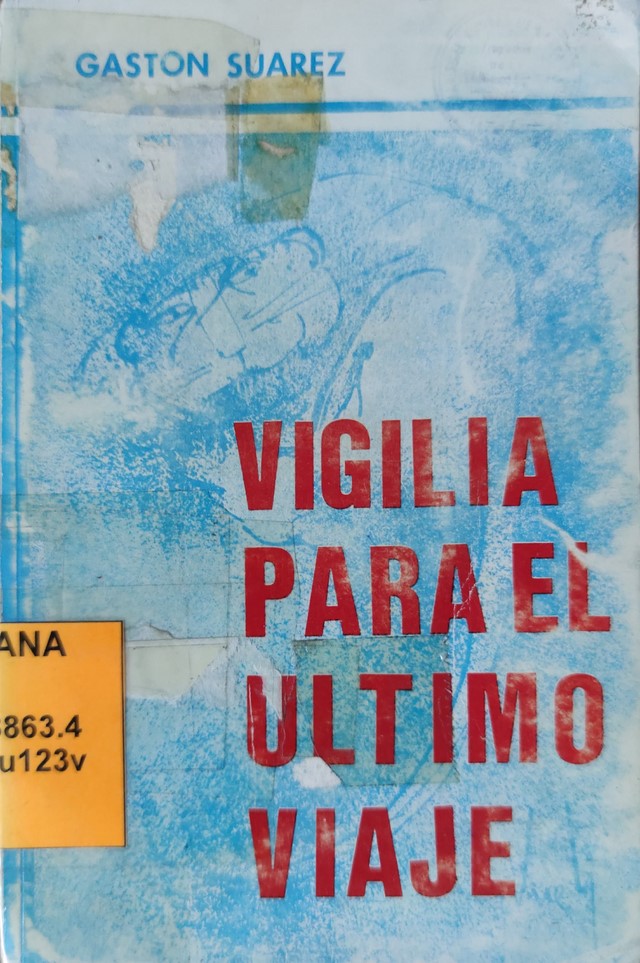 GASTON SUAREZ
VIGILIA
PARA EL
ULTIMO
VIAJE
ANA
863.4
u123v